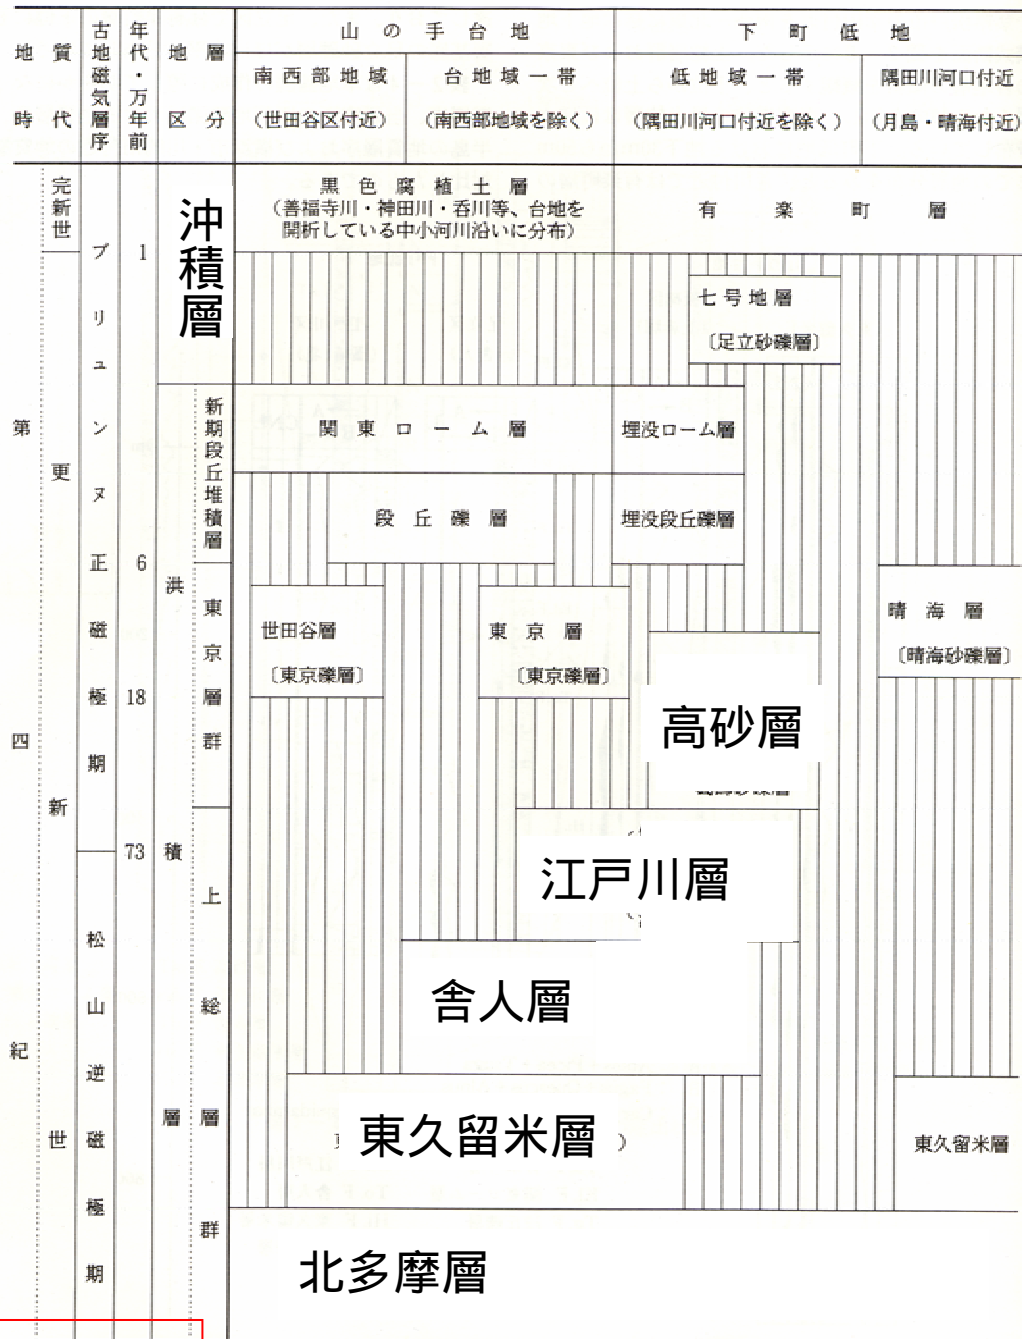 地質時代
古地磁気層序
年代・万年前
地層区分
山の手台地
下町低地
南西部地域
(世田谷区付近)
台地域一帯
(南西部地域を除く)
低地域一帯
(隅田川河口付近を除く)
隅田川河口付近
(月島・晴海付近)
第四紀
完新世
更新世
ブリュンヌ正磁極期
松山逆磁極期
1
6
18
73
沖積層
洪積層
新期段丘堆積層
東京層群
上総層群
黒色腐植土層
(善福寺川・神田川・呑川等、台地を
開析している中小河川沿いに分布)
有楽町層
七号地層
〔足立砂礫層〕
関東ローム層
埋没ローム層
段丘礫層
埋没段丘礫層
世田谷層
〔東京礫層〕
東京層
〔東京礫層〕
晴海層
〔晴海砂礫層〕
高砂層
江戸川層
舎人層
東久留米層
東久留米層
北多摩層